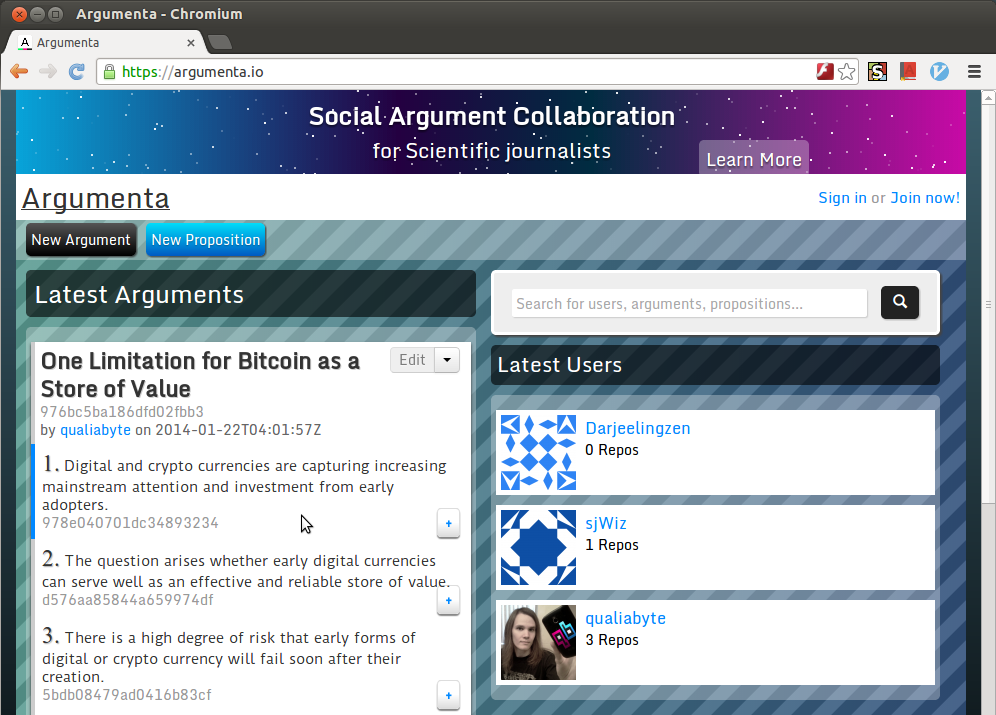 Argumenta - Chromium
A Argumenta
https://argumenta.io
Social Argument Collaboration
for Scientific journalists
Learn More
Argumenta
Sign in or Join now!
New Argument
New Proposition
Latest Arguments
One Limitation for Bitcoin as a
Store of Value
Edit
976bc5ba186dfd02fbb3
by qualiabyte on 2014-01-22T04:01:57Z
1. Digital and crypto currencies are capturing increasing
mainstream attention and investment from early
adopters.
978e040701dc34893234
+
2. The question arises whether early digital currencies
can serve well as an effective and reliable store of value.
d576aa85844a659974df
+
3. There is a high degree of risk that early forms of
digital or crypto currency will fail soon after their
creation.
5bdb08479ad0416b83cf
+
Search for users, arguments, propositions...
Latest Users
Darjeelingzen
0 Repos
sjWiz
1 Repos
qualiabyte
3 Repos